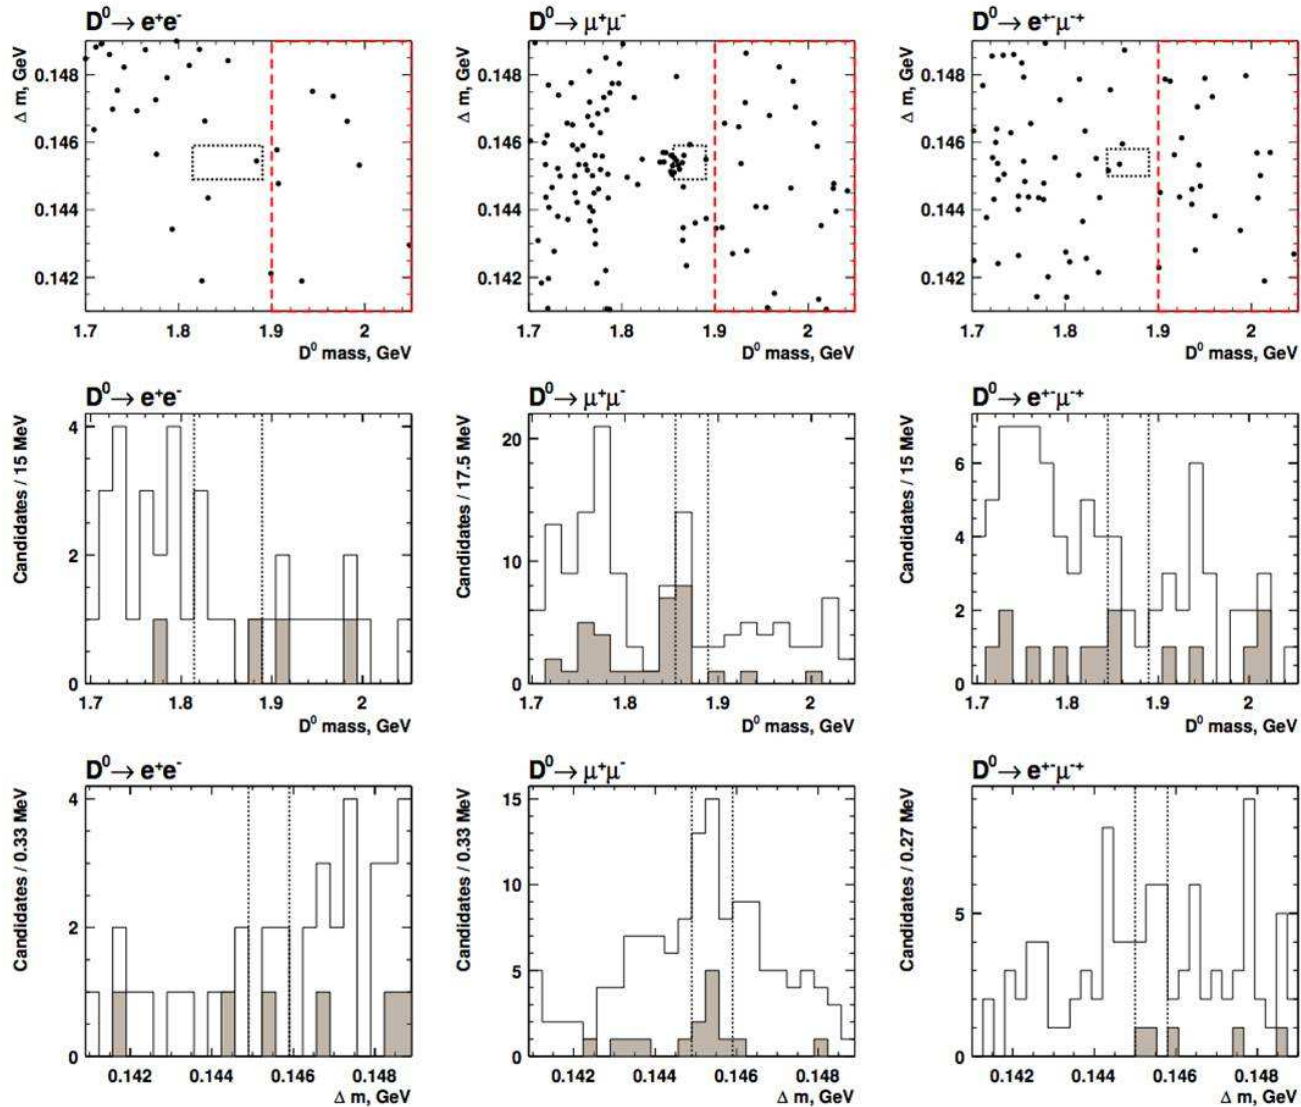 D⁰→ e⁺e⁻
Δ m, GeV
0.148
0.146
0.144
0.142
1.7 1.8 1.9 2
D⁰ mass, GeV
D⁰→ μ⁺μ⁻
Δ m, GeV
0.148
0.146
0.144
0.142
1.7 1.8 1.9 2
D⁰ mass, GeV
D⁰→ e⁺⁻μ⁻⁺
Δ m, GeV
0.148
0.146
0.144
0.142
1.7 1.8 1.9 2
D⁰ mass, GeV
D⁰→ e⁺e⁻
Candidates / 15 MeV
4
2
0
1.7 1.8 1.9 2
D⁰ mass, GeV
D⁰→ μ⁺μ⁻
Candidates / 17.5 MeV
20
10
0
1.7 1.8 1.9 2
D⁰ mass, GeV
D⁰→ e⁺⁻μ⁻⁺
Candidates / 15 MeV
6
4
2
0
1.7 1.8 1.9 2
D⁰ mass, GeV
D⁰→ e⁺e⁻
Candidates / 0.33 MeV
4
2
0
0.142 0.144 0.146 0.148
Δ m, GeV
D⁰→ μ⁺μ⁻
Candidates / 0.33 MeV
15
10
5
0
0.142 0.144 0.146 0.148
Δ m, GeV
D⁰→ e⁺⁻μ⁻⁺
Candidates / 0.27 MeV
5
0
0.142 0.144 0.146 0.148
Δ m, GeV